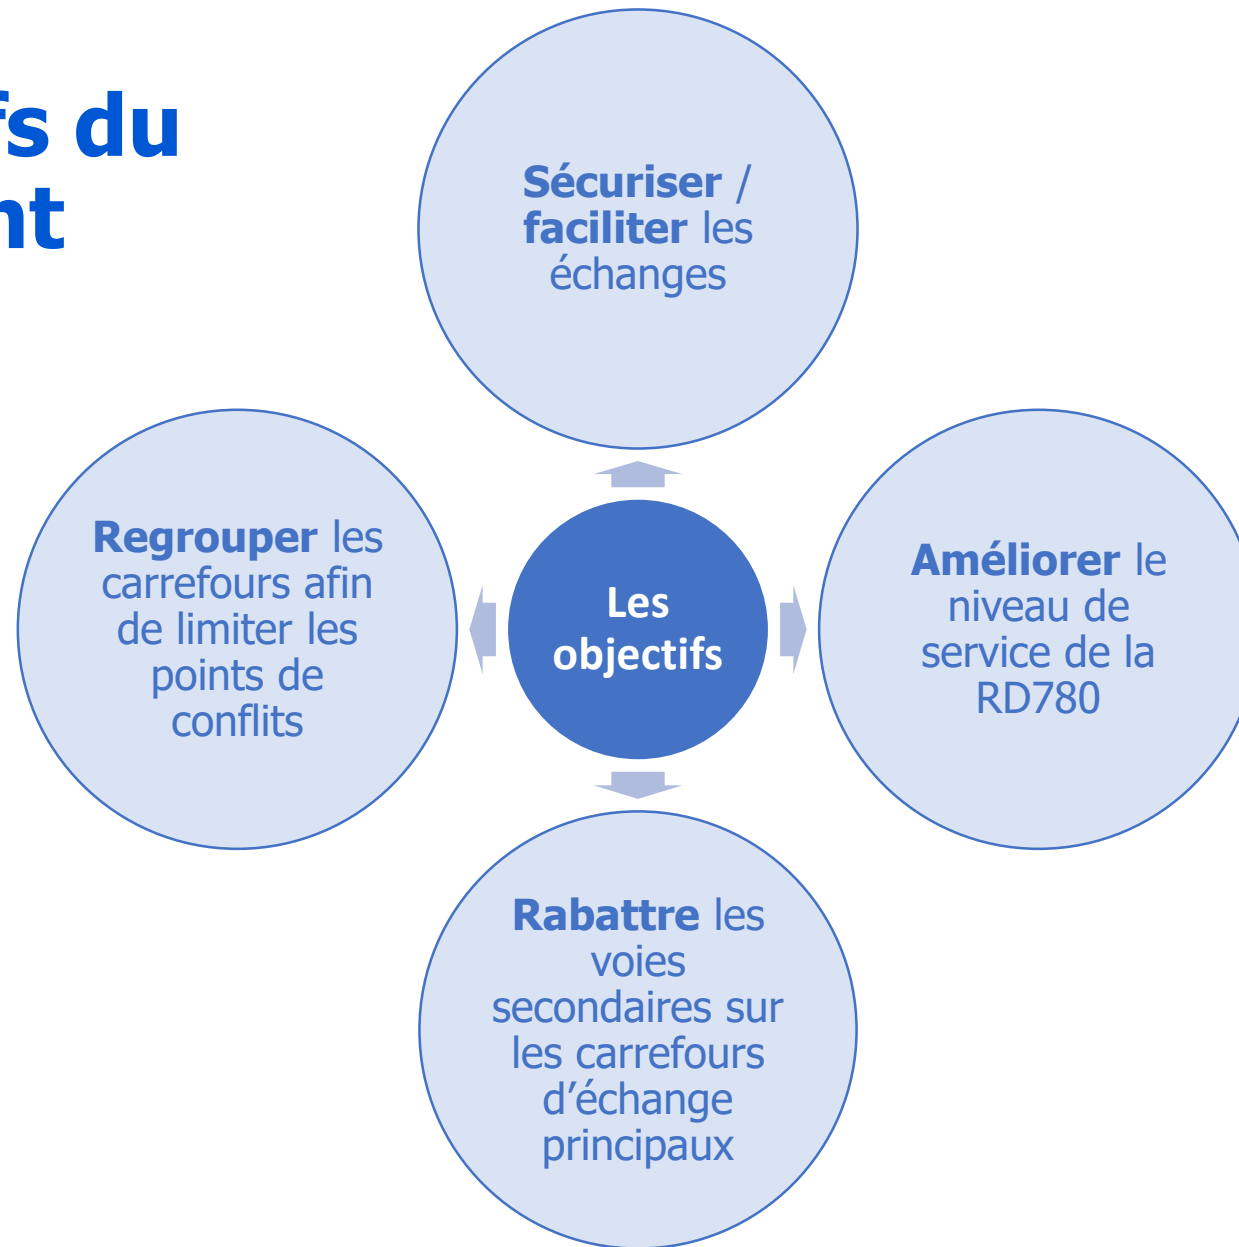 fs du
nt
Sécuriser /
faciliter les
échanges
Regrouper les
carrefours afin
de limiter les
points de
conflits
Les
objectifs
Améliorer le
niveau de
service de la
RD780
Rabattre les
voies
secondaires sur
les carrefours
d’échange
principaux